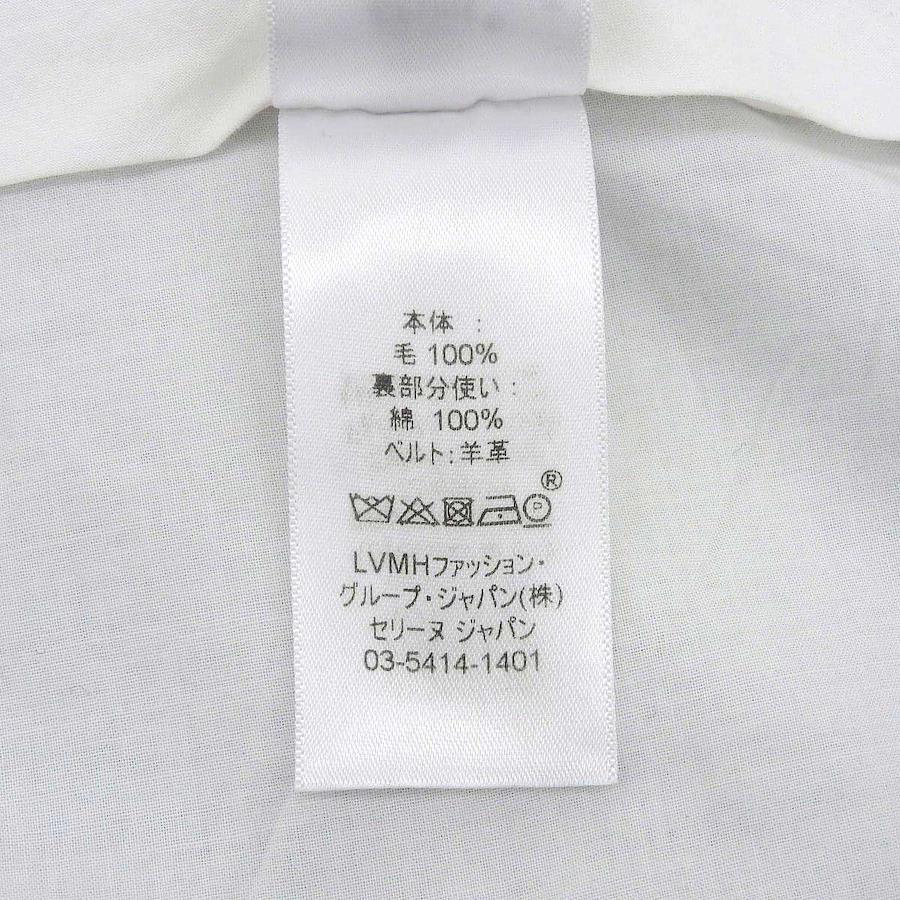 本体 :
毛 100%
裏部分使い :
綿 100%
ベルト:羊革
®
P
LVMHファッション・
グループ・ジャパン(株)
セリーヌ ジャパン
03-5414-1401